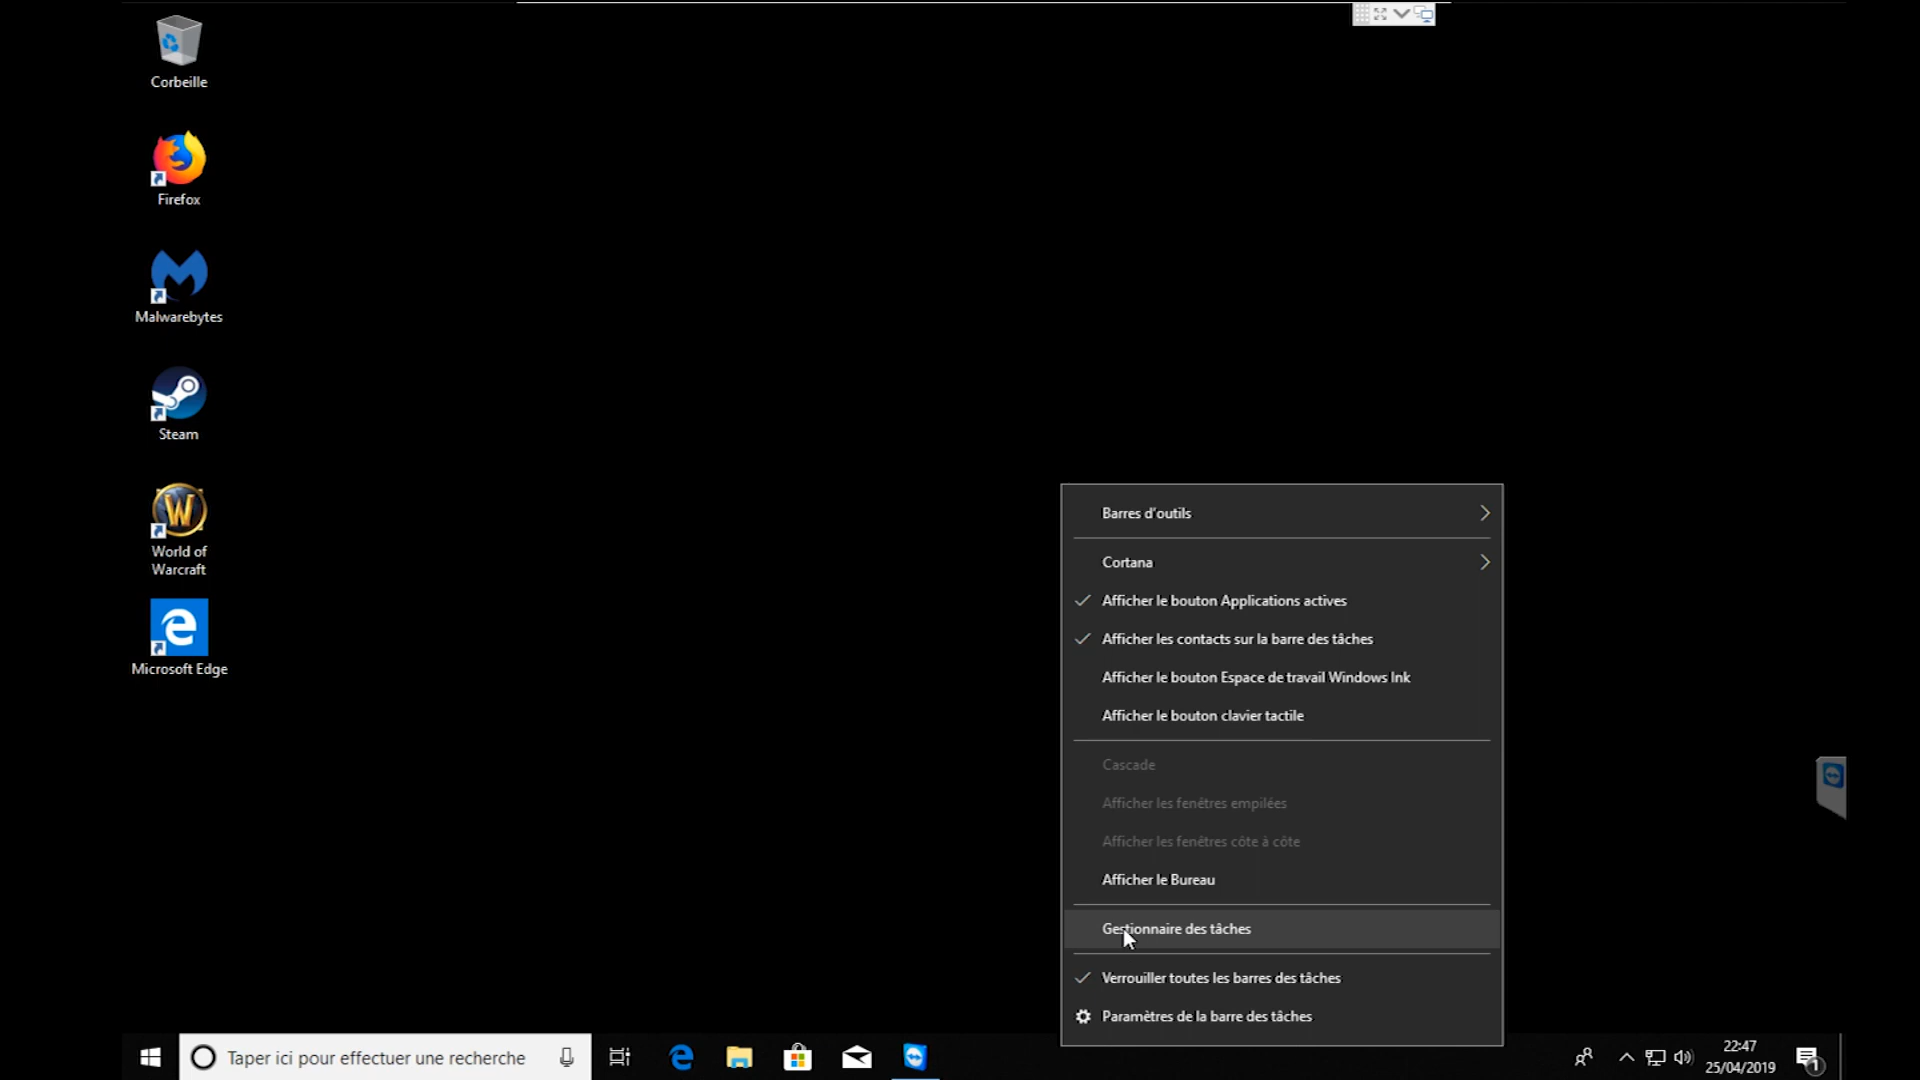 Corbeille
Firefox
Malwarebytes
Steam
World of
Warcraft
Microsoft Edge
Barres d'outils
Cortana
Afficher le bouton Applications actives
Afficher les contacts sur la barre des tâches
Afficher le bouton Espace de travail Windows Ink
Afficher le bouton clavier tactile
Cascade
Afficher les fenêtres empilées
Afficher les fenêtres côte à côte
Afficher le Bureau
Gestionnaire des tâches
Verrouiller toutes les barres des tâches
Paramètres de la barre des tâches
Taper ici pour effectuer une recherche
22:47
25/04/2019
1